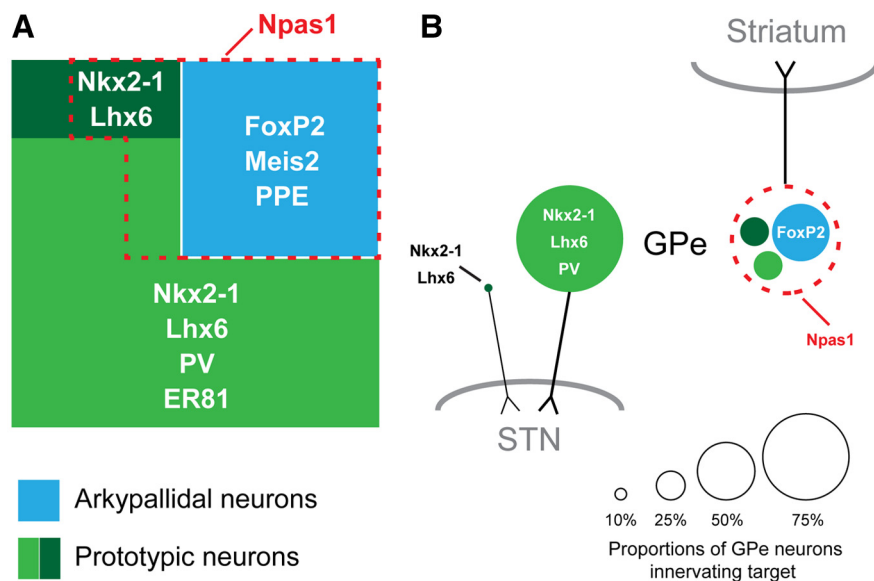 A
Npas1
Nkx2-1
Lhx6
FoxP2
Meis2
PPE
Nkx2-1
Lhx6
PV
ER81
Arkypallidal neurons
Prototypic neurons
B
Striatum
Nkx2-1
Lhx6
Nkx2-1
Lhx6
PV
GPe
FoxP2
Npas1
STN
10% 25% 50% 75%
Proportions of GPe neurons
innervating target